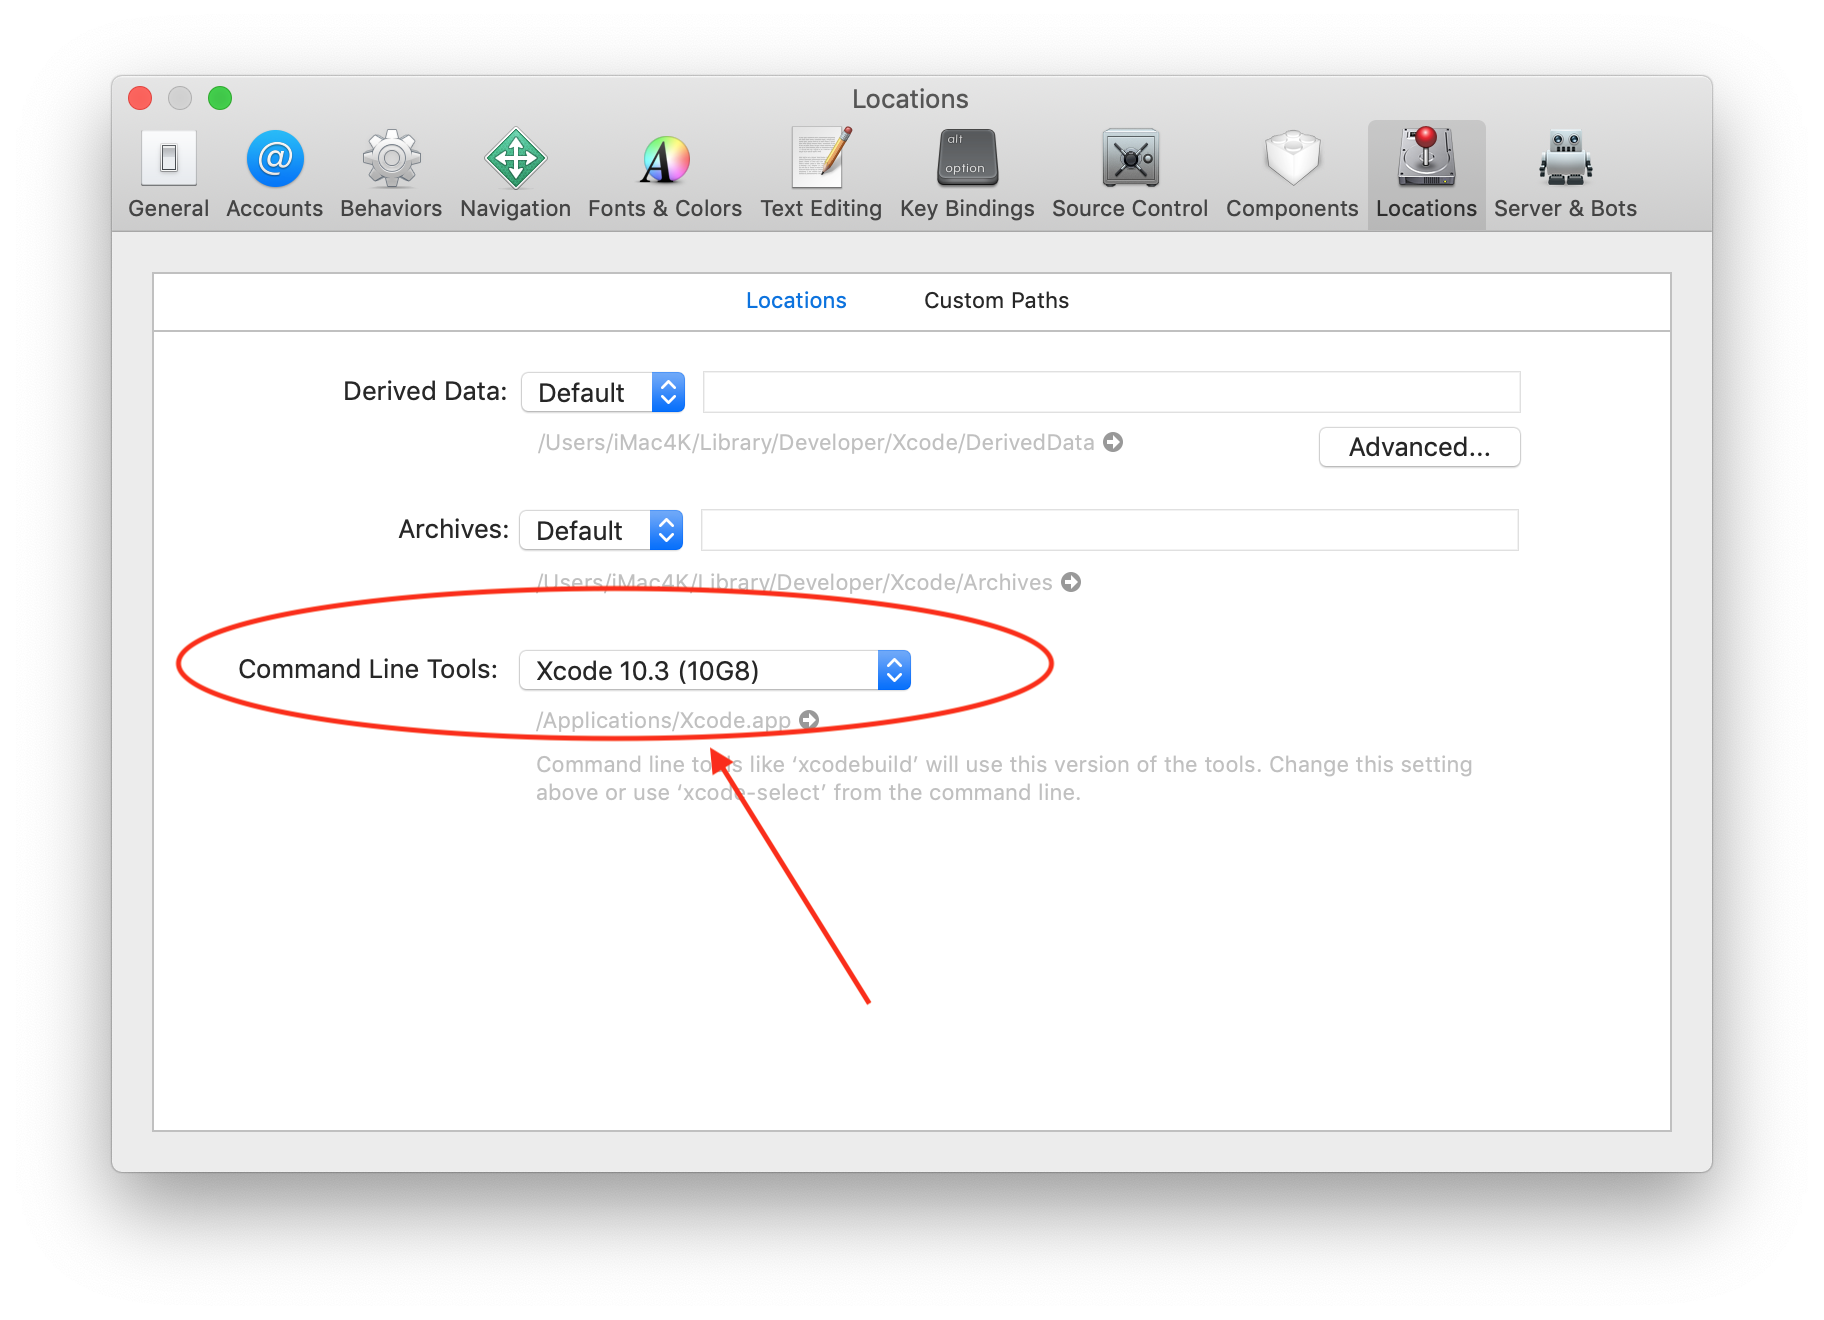 Locations
alt
option
General Accounts Behaviors Navigation Fonts & Colors Text Editing Key Bindings Source Control Components Locations Server & Bots
Locations Custom Paths
Derived Data: Default
/Users/iMac4K/Library/Developer/Xcode/DerivedData
Advanced...
Archives: Default
/Users/iMac4K/Library/Developer/Xcode/Archives
Command Line Tools: Xcode 10.3 (10G8)
/Applications/Xcode.app
Command line tools like ‘xcodebuild’ will use this version of the tools. Change this setting
above or use ‘xcode-select’ from the command line.